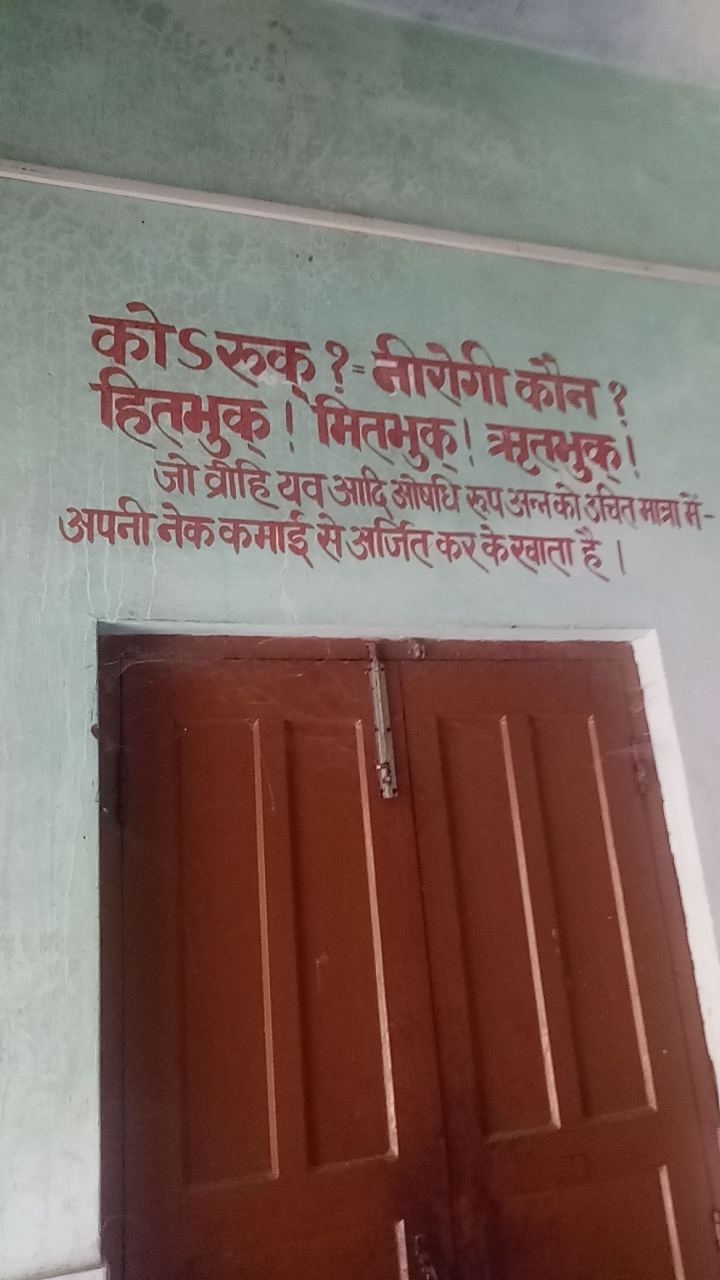 कोऽरूक् ? = नीरोगी कौन ?
हितभुक् ! मितभुक् ! ऋतभुक् !
जो व्रीहि यव आदि ओषधि रूप अन्न को उचित मात्रा में-
अपनी नेक कमाई से अर्जित कर के खाता है ।